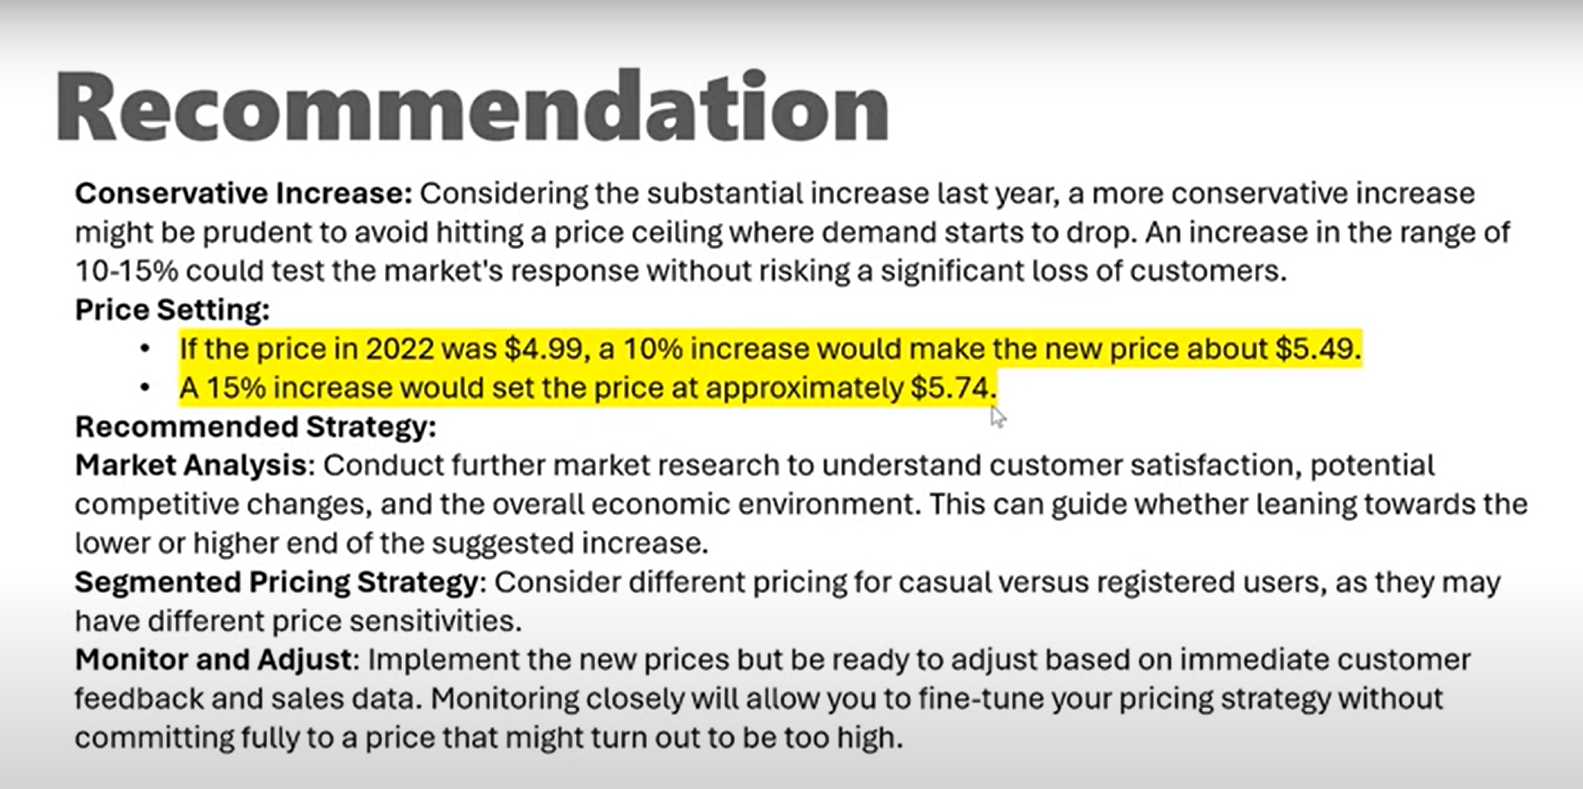 Recommendation
Conservative Increase: Considering the substantial increase last year, a more conservative increase
might be prudent to avoid hitting a price ceiling where demand starts to drop. An increase in the range of
10-15% could test the market's response without risking a significant loss of customers.
Price Setting:
• If the price in 2022 was $4.99, a 10% increase would make the new price about $5.49.
• A 15% increase would set the price at approximately $5.74.
Recommended Strategy:
Market Analysis: Conduct further market research to understand customer satisfaction, potential
competitive changes, and the overall economic environment. This can guide whether leaning towards the
lower or higher end of the suggested increase.
Segmented Pricing Strategy: Consider different pricing for casual versus registered users, as they may
have different price sensitivities.
Monitor and Adjust: Implement the new prices but be ready to adjust based on immediate customer
feedback and sales data. Monitoring closely will allow you to fine-tune your pricing strategy without
committing fully to a price that might turn out to be too high.